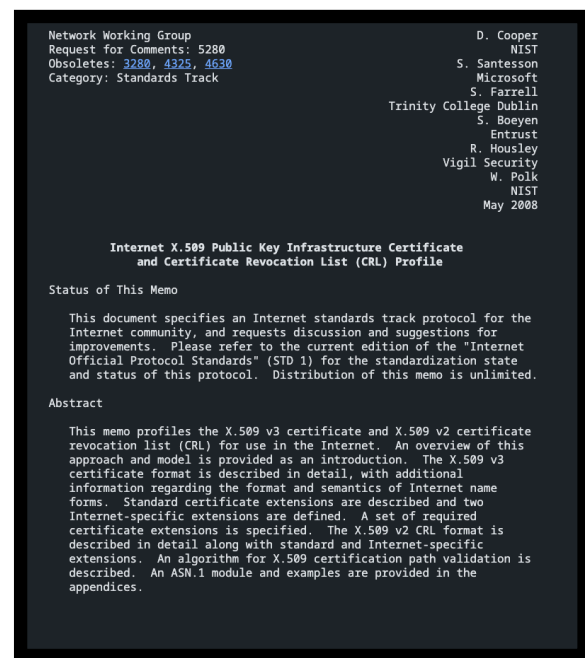 Network Working Group                                          D. Cooper
Request for Comments: 5280                                          NIST
Obsoletes: 3280, 4325, 4630                                 S. Santesson
Category: Standards Track                                      Microsoft
                                                              S. Farrell
                                                  Trinity College Dublin
                                                               S. Boeyen
                                                                 Entrust
                                                              R. Housley
                                                          Vigil Security
                                                                 W. Polk
                                                                    NIST
                                                                May 2008
Internet X.509 Public Key Infrastructure Certificate
and Certificate Revocation List (CRL) Profile
Status of This Memo
This document specifies an Internet standards track protocol for the
Internet community, and requests discussion and suggestions for
improvements.  Please refer to the current edition of the "Internet
Official Protocol Standards" (STD 1) for the standardization state
and status of this protocol.  Distribution of this memo is unlimited.
Abstract
This memo profiles the X.509 v3 certificate and X.509 v2 certificate
revocation list (CRL) for use in the Internet.  An overview of this
approach and model is provided as an introduction.  The X.509 v3
certificate format is described in detail, with additional
information regarding the format and semantics of Internet name
forms.  Standard certificate extensions are described and two
Internet-specific extensions are defined.  A set of required
certificate extensions is specified.  The X.509 v2 CRL format is
described in detail along with standard and Internet-specific
extensions.  An algorithm for X.509 certification path validation is
described.  An ASN.1 module and examples are provided in the
appendices.